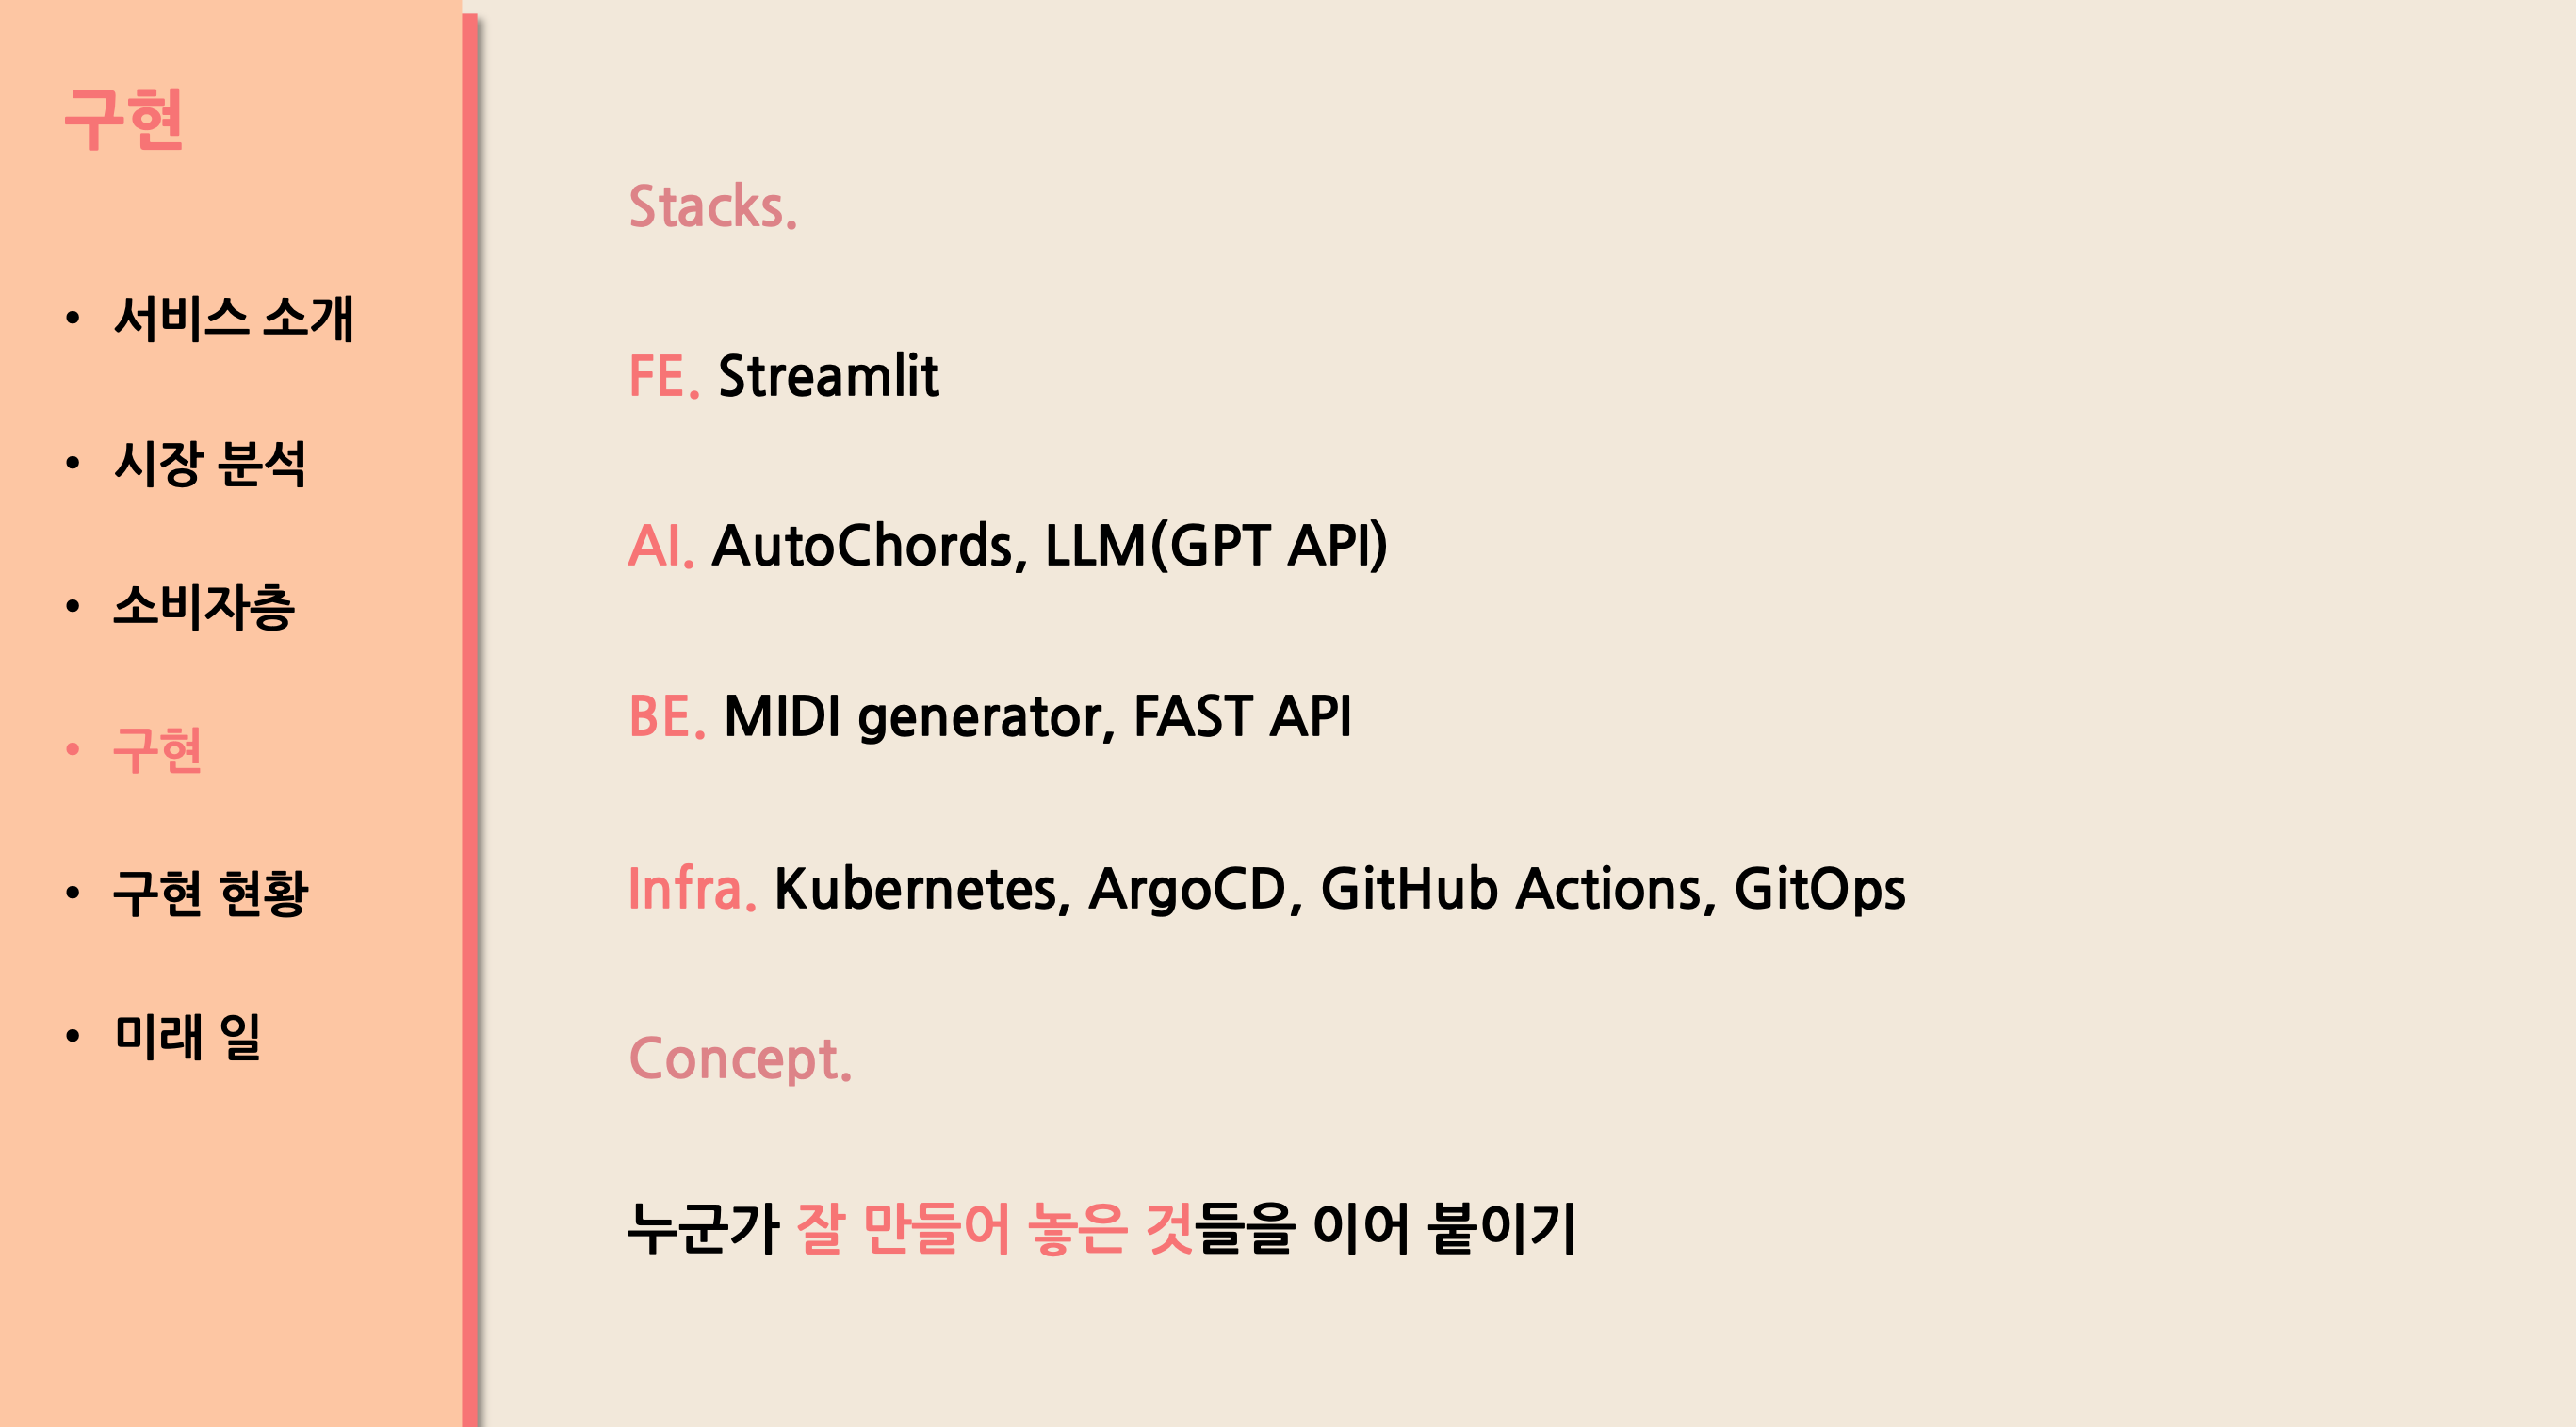 구현
• 서비스 소개
• 시장 분석
• 소비자층
• 구현
• 구현 현황
• 미래 일
Stacks.
FE. Streamlit
AI. AutoChords, LLM(GPT API)
BE. MIDI generator, FAST API
Infra. Kubernetes, ArgoCD, GitHub Actions, GitOps
Concept.
누군가 잘 만들어 놓은 것들을 이어 붙이기